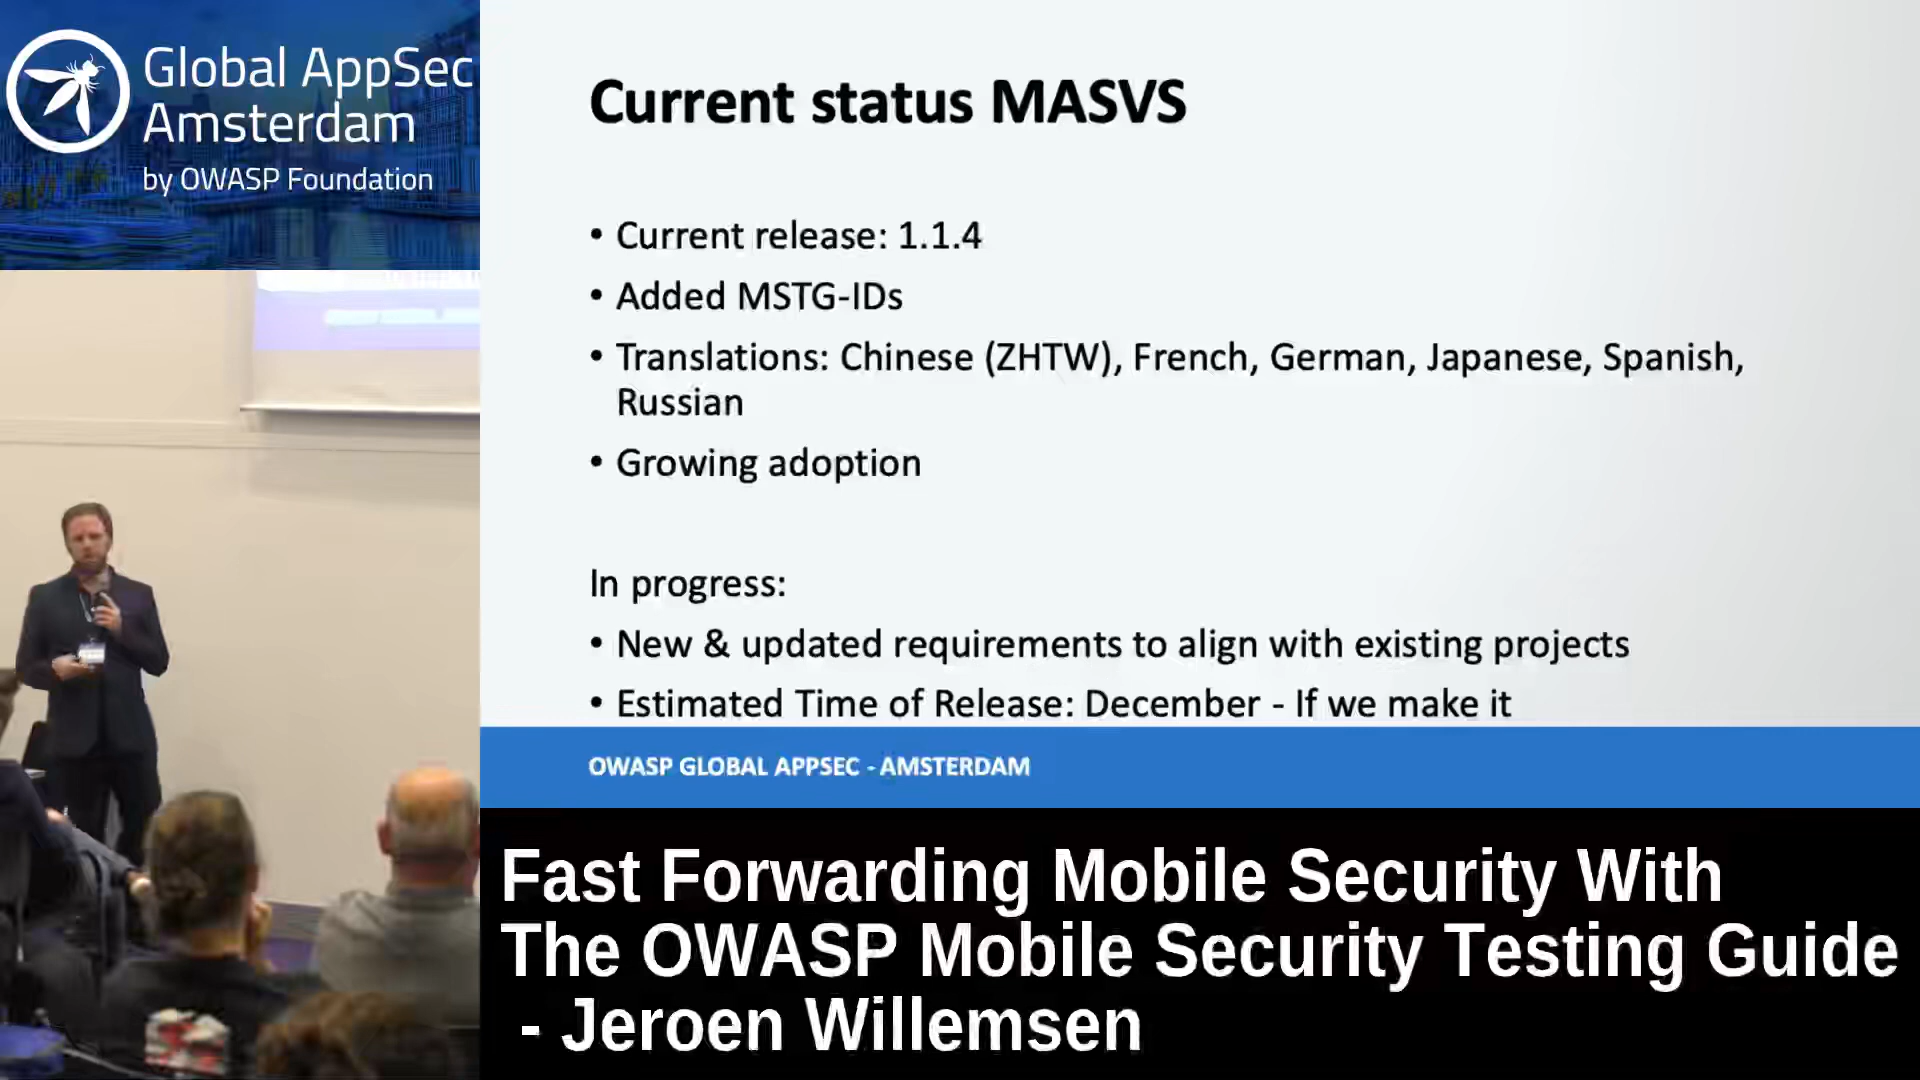 Global AppSec
Amsterdam
by OWASP Foundation
Current status MASVS
• Current release: 1.1.4
• Added MSTG-IDs
• Translations: Chinese (ZHTW), French, German, Japanese, Spanish,
Russian
• Growing adoption
In progress:
• New & updated requirements to align with existing projects
• Estimated Time of Release: December - If we make it
OWASP GLOBAL APPSEC - AMSTERDAM
Fast Forwarding Mobile Security With
The OWASP Mobile Security Testing Guide
- Jeroen Willemsen